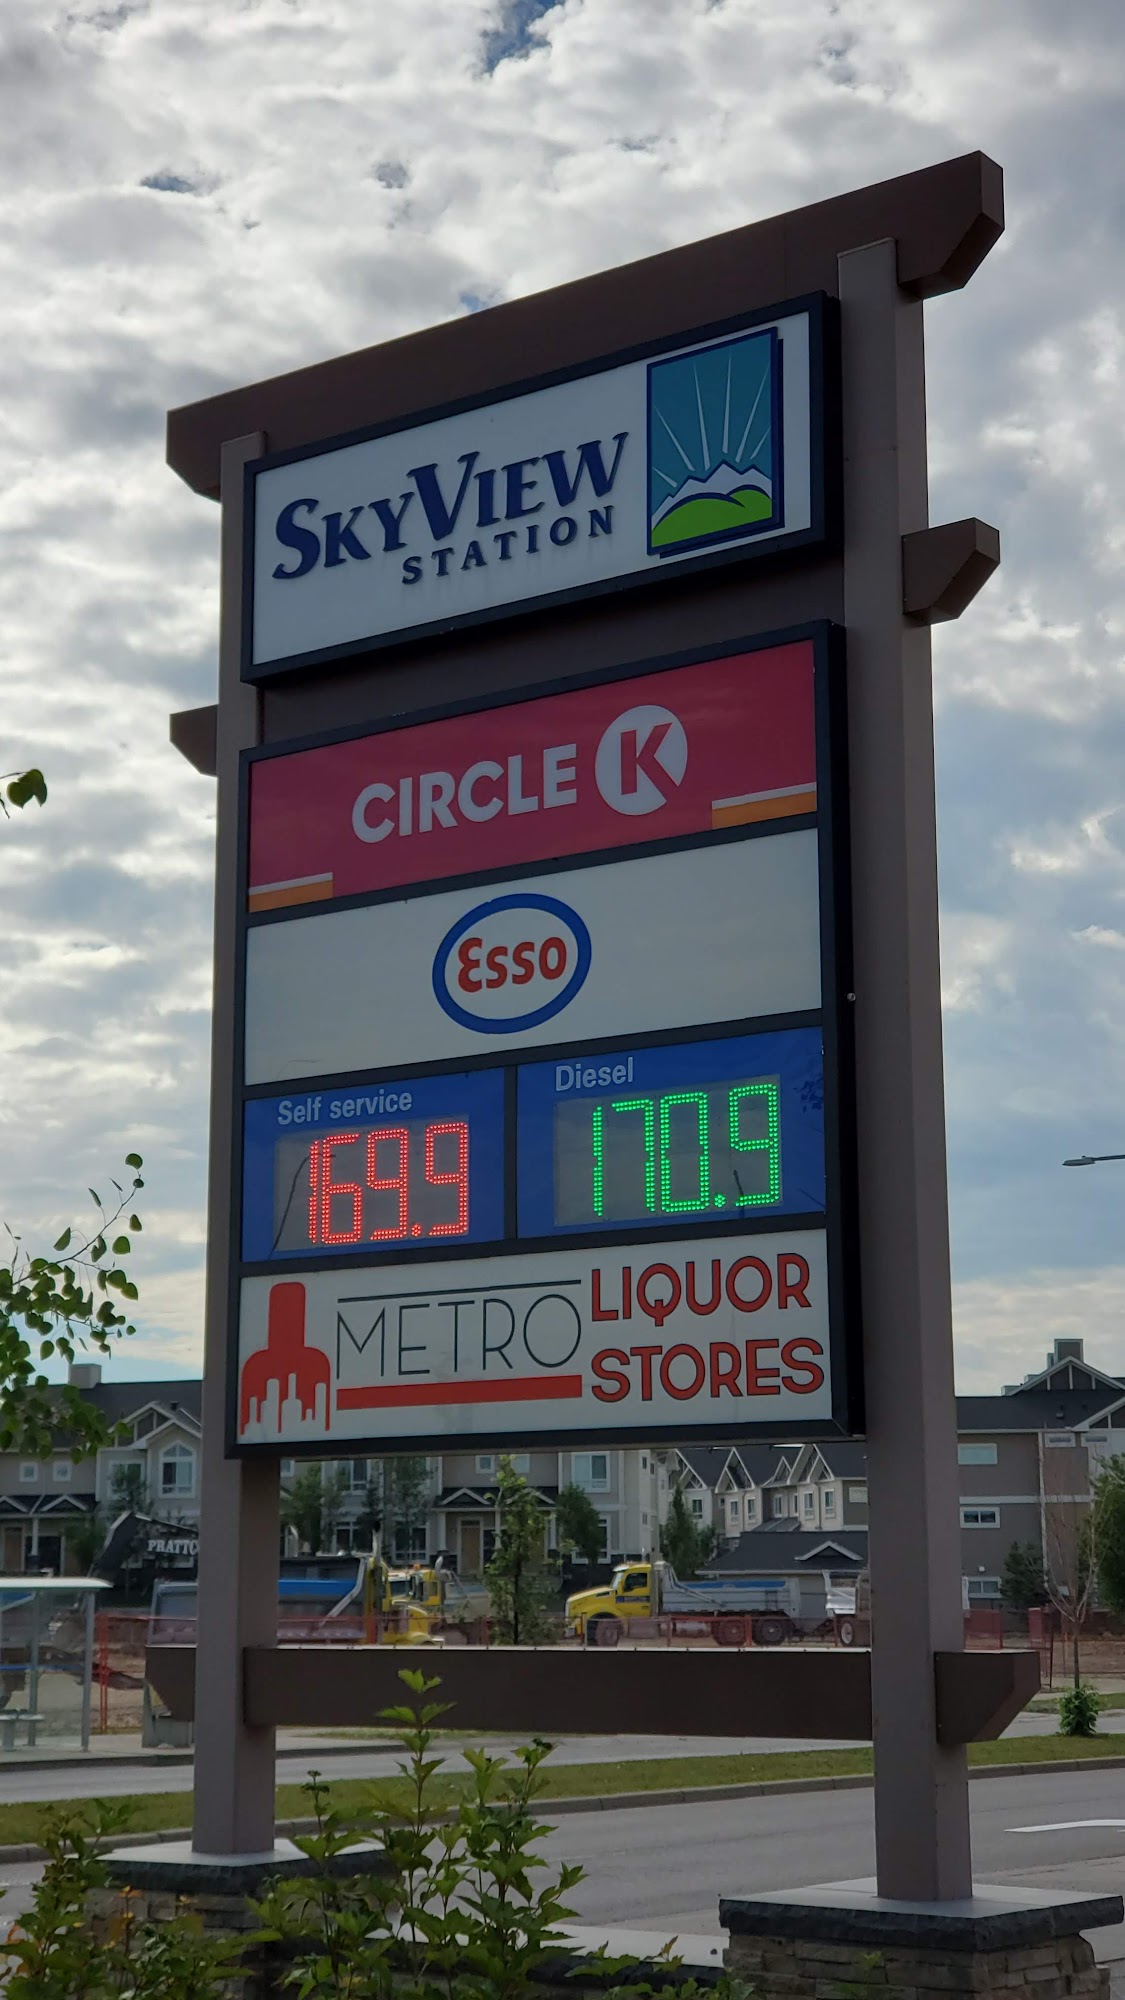 SKYVIEW
STATION
CIRCLE K
Esso
Self service
169.9
Diesel
170.9
METRO
LIQUOR
STORES